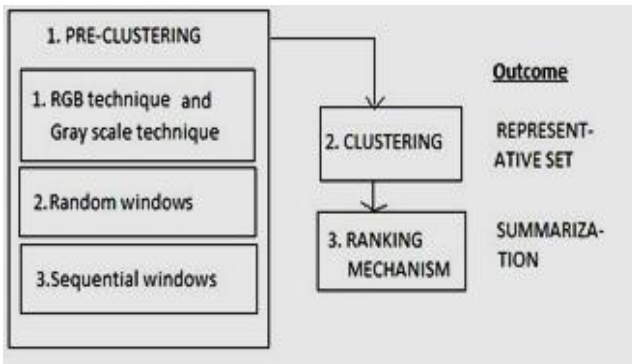 1. PRE-CLUSTERING
1. RGB technique and
Gray scale technique
2.Random windows
3.Sequential windows
2. CLUSTERING
3. RANKING
MECHANISM
Outcome
REPRESENT-
ATIVE SET
SUMMARIZA-
TION